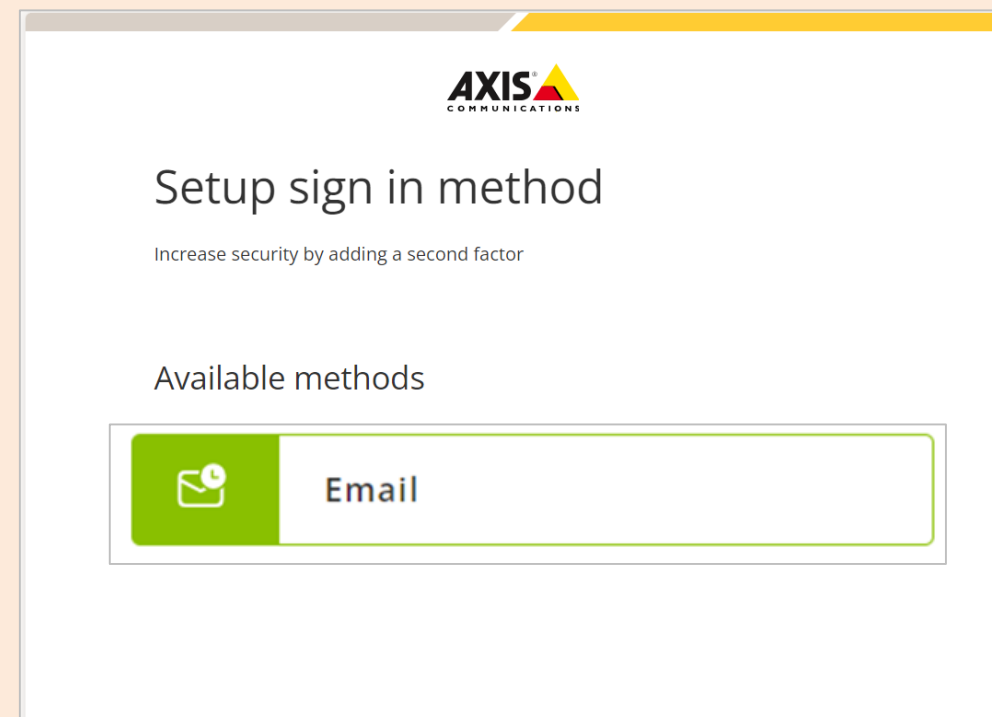 AXIS
COMMUNICATIONS
Setup sign in method
Increase security by adding a second factor
Available methods
Email